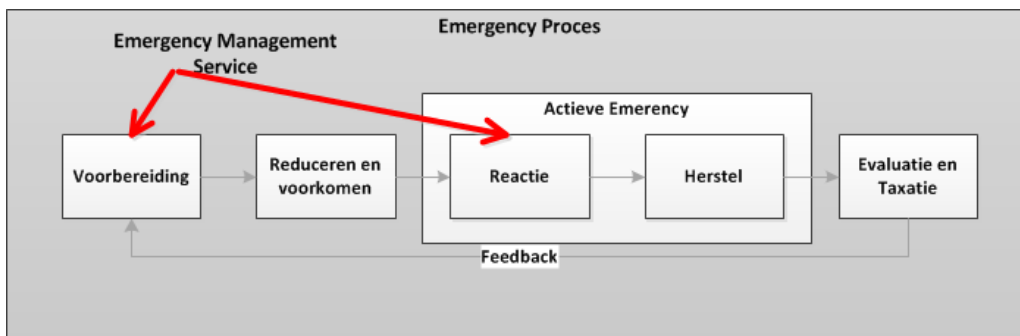 Emergency Proces
Emergency Management
Service
Actieve Emerency
Voorbereiding
Reduceren en
voorkomen
Reactie
Herstel
Evaluatie en
Taxatie
Feedback